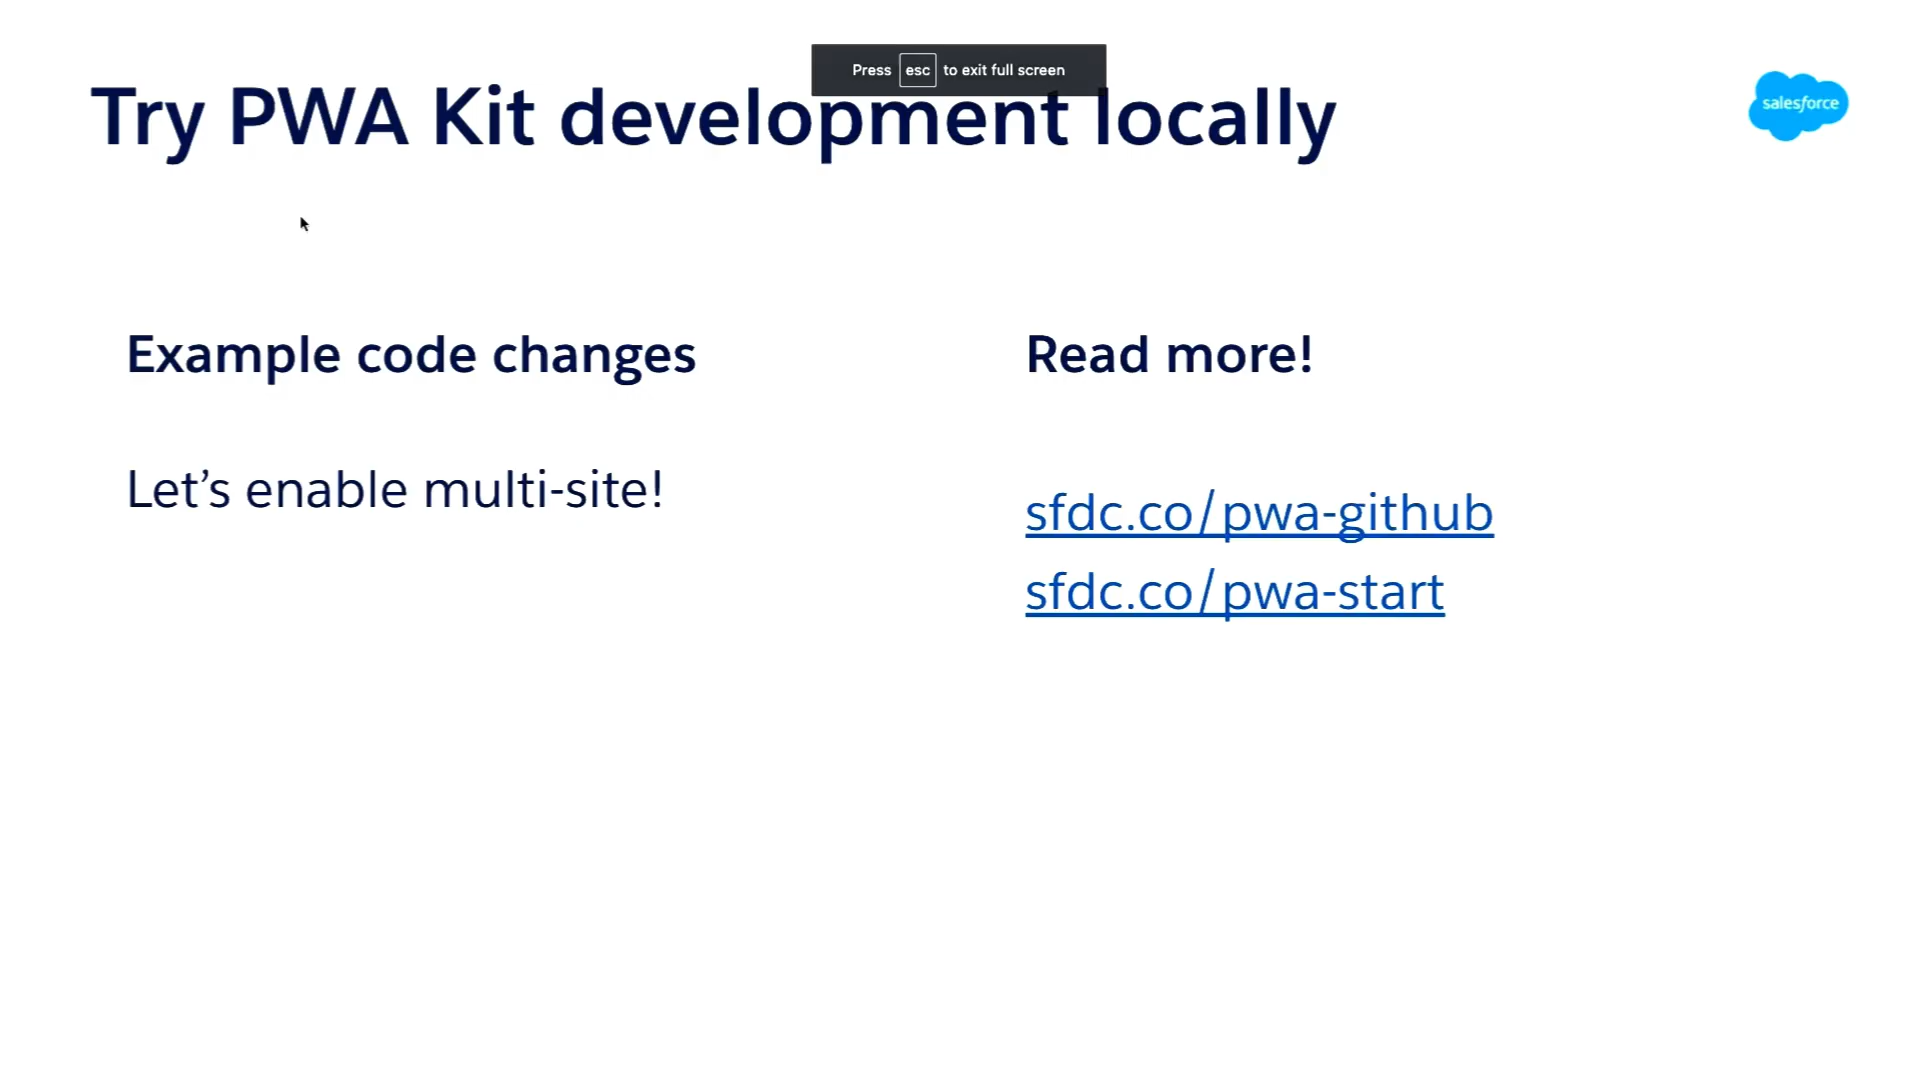 Press esc to exit full screen
Try PWA Kit development locally
salesforce
Example code changes
Let’s enable multi-site!
Read more!
sfdc.co/pwa-github
sfdc.co/pwa-start